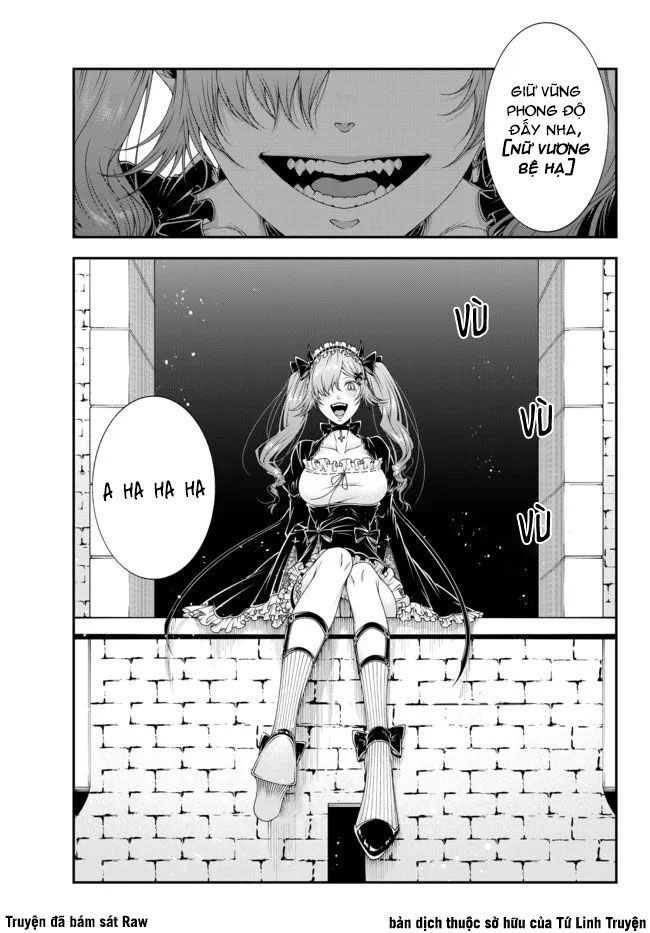 GIỮ VỮNG
PHONG ĐỘ
ĐẤY NHA,
[NỮ VƯƠNG
BỆ HẠ]
VÙ
VÙ
VÙ
A HA HA HA
Truyện đã bám sát Raw
bản dịch thuộc sở hữu của Tứ Linh Truyện